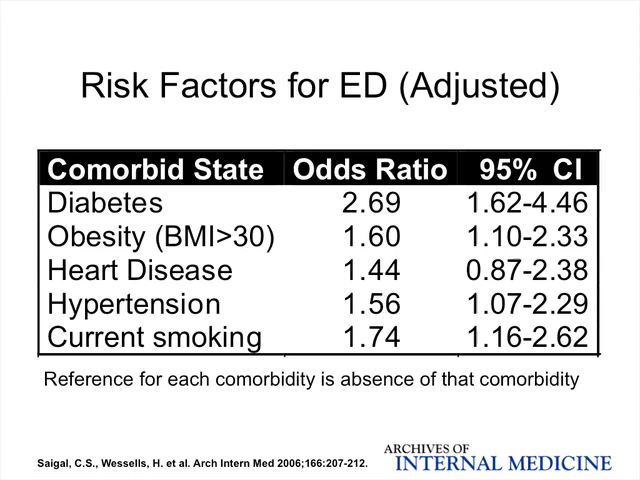 Risk Factors for ED (Adjusted)
Comorbid State Odds Ratio 95% CI
Diabetes 2.69 1.62-4.46
Obesity (BMI>30) 1.60 1.10-2.33
Heart Disease 1.44 0.87-2.38
Hypertension 1.56 1.07-2.29
Current smoking 1.74 1.16-2.62
Reference for each comorbidity is absence of that comorbidity
Saigal, C.S., Wessells, H. et al. Arch Intern Med 2006;166:207-212.
ARCHIVES OF
INTERNAL MEDICINE